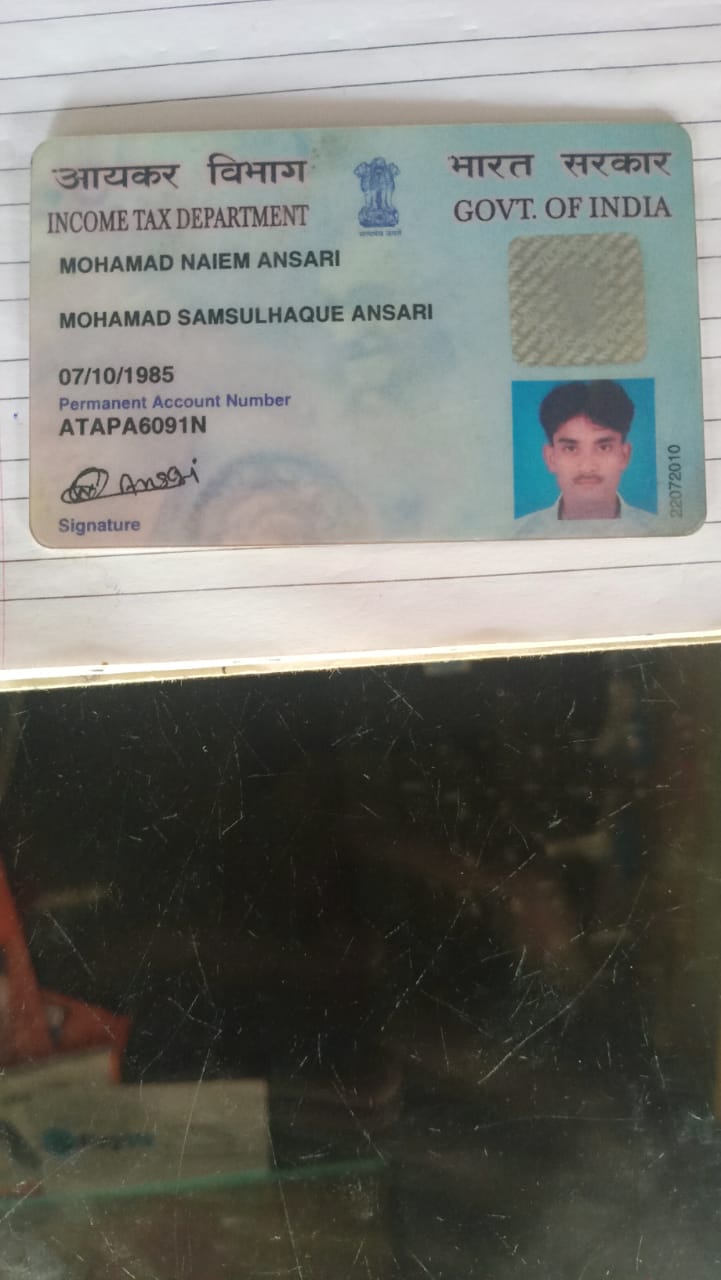 आयकर विभाग
INCOME TAX DEPARTMENT
भारत सरकार
GOVT. OF INDIA
सत्यमेव जयते
MOHAMAD NAIEM ANSARI
MOHAMAD SAMSULHAQUE ANSARI
07/10/1985
Permanent Account Number
ATAPA6091N
Ansari
Signature
22072010